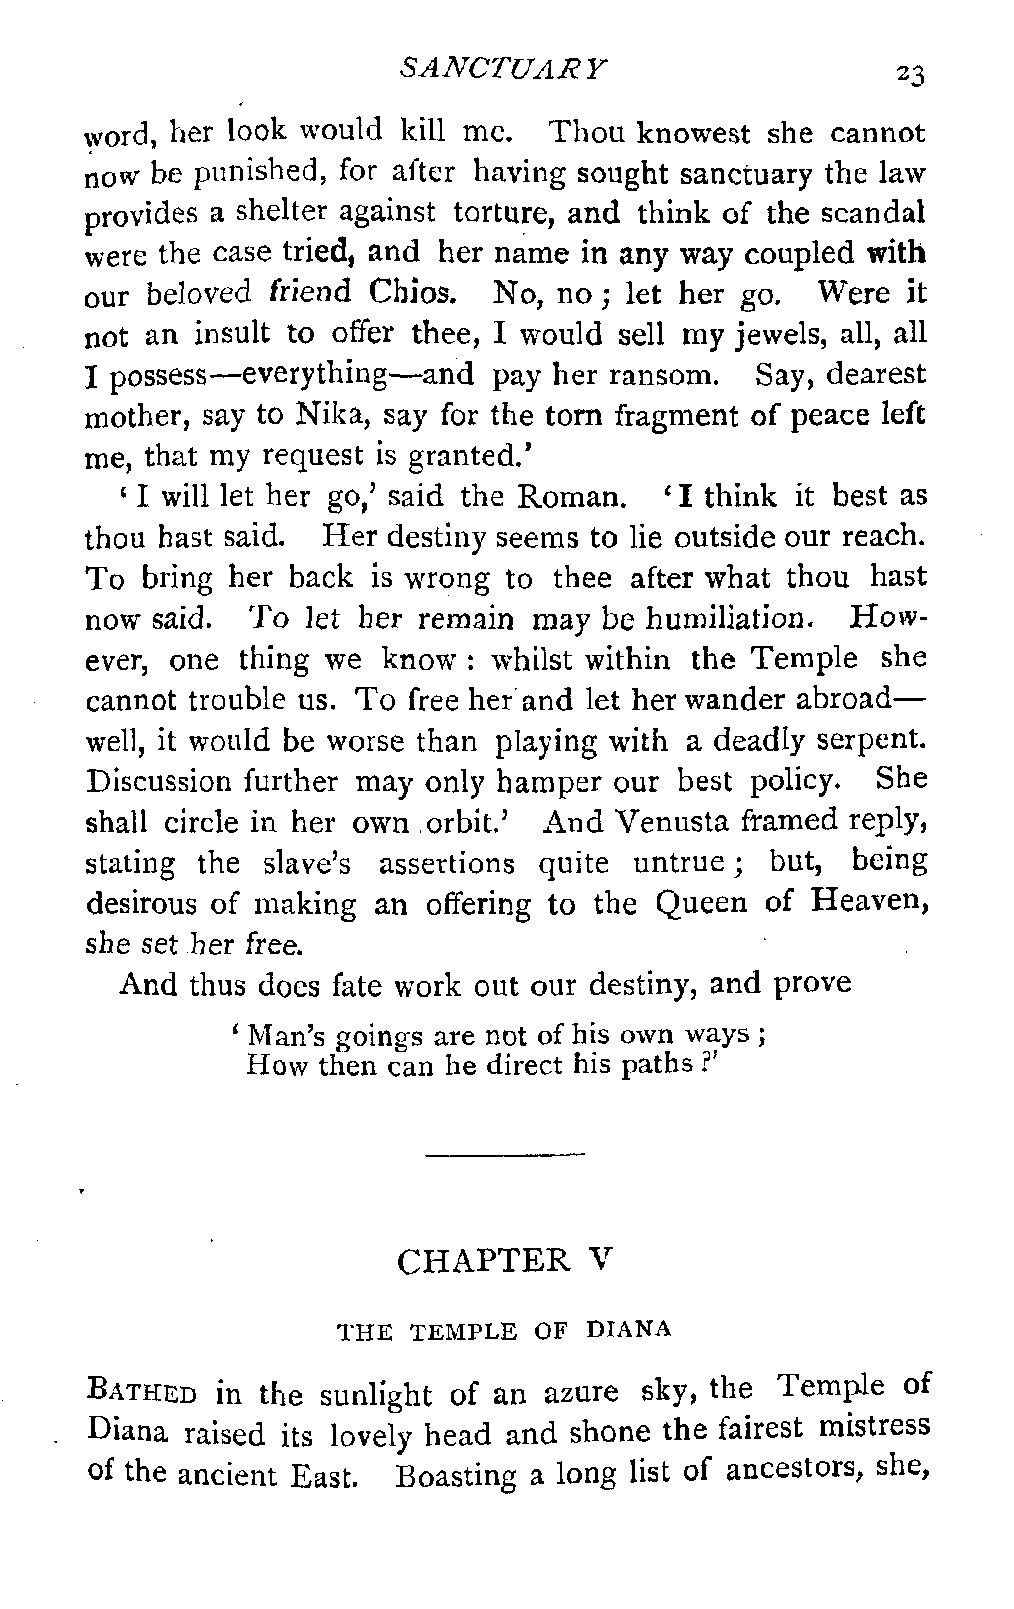 SANCTUARY 23
word, her look would kill me. Thou knowest she cannot
now be punished, for after having sought sanctuary the law
provides a shelter against torture, and think of the scandal
were the case tried, and her name in any way coupled with
our beloved friend Chios. No, no ; let her go. Were it
not an insult to offer thee, I would sell my jewels, all, all
I possess—everything—and pay her ransom. Say, dearest
mother, say to Nika, say for the torn fragment of peace left
me, that my request is granted.'
‘ I will let her go,’ said the Roman. ‘ I think it best as
thou hast said. Her destiny seems to lie outside our reach.
To bring her back is wrong to thee after what thou hast
now said. To let her remain may be humiliation. How-
ever, one thing we know : whilst within the Temple she
cannot trouble us. To free her and let her wander abroad—
well, it would be worse than playing with a deadly serpent.
Discussion further may only hamper our best policy. She
shall circle in her own orbit.’ And Venusta framed reply,
stating the slave’s assertions quite untrue ; but, being
desirous of making an offering to the Queen of Heaven,
she set her free.
And thus does fate work out our destiny, and prove
‘ Man’s goings are not of his own ways ;
How then can he direct his paths ?’
CHAPTER V
THE TEMPLE OF DIANA
BATHED in the sunlight of an azure sky, the Temple of
Diana raised its lovely head and shone the fairest mistress
of the ancient East. Boasting a long list of ancestors, she,